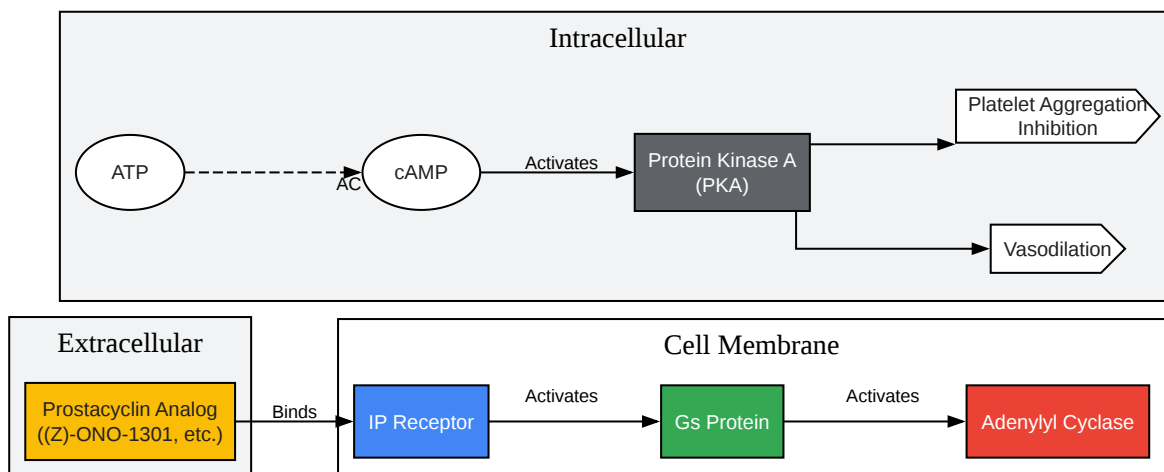 Intracellular
Platelet Aggregation
Inhibition
ATP
AC
cAMP
Activates
Protein Kinase A
(PKA)
Vasodilation
Extracellular
Cell Membrane
Prostacyclin Analog
((Z)-ONO-1301, etc.)
Binds
IP Receptor
Activates
Gs Protein
Activates
Adenylyl Cyclase